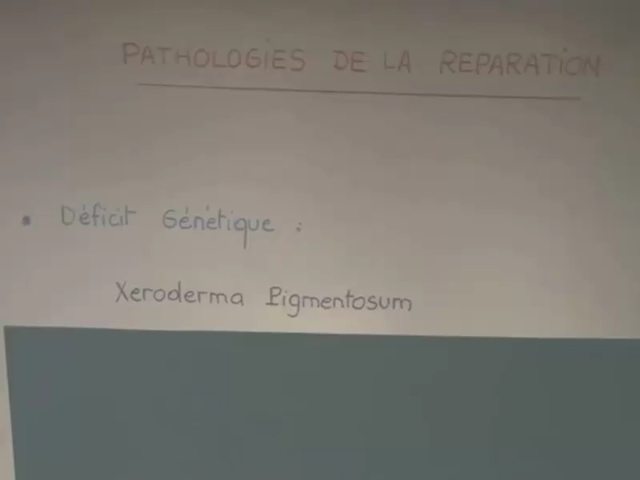 PATHOLOGIES DE LA REPARATION
• Déficit Génétique :
Xeroderma Pigmentosum